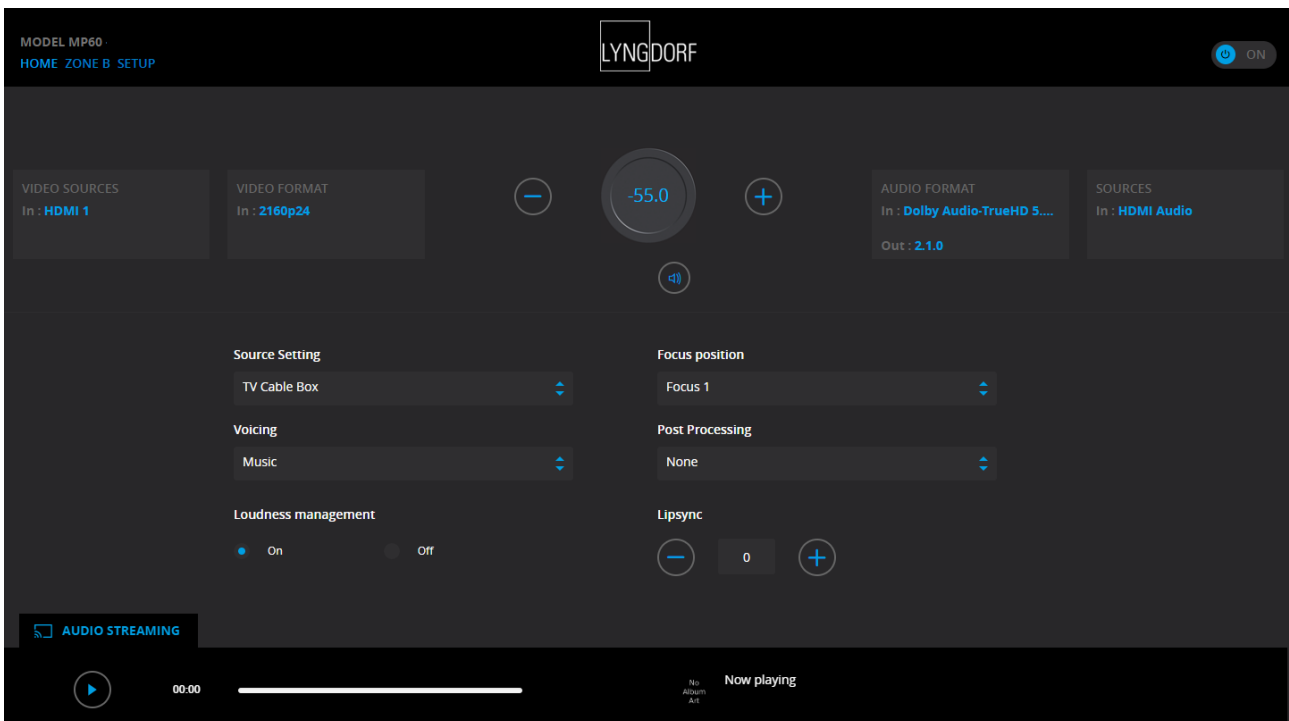 MODEL MP60
HOME ZONE B SETUP
LYNGDORF
ON
VIDEO SOURCES
In : HDMI 1
VIDEO FORMAT
In : 2160p24
-55.0
AUDIO FORMAT
In : Dolby Audio-TrueHD 5....
Out : 2.1.0
SOURCES
In : HDMI Audio
Source Setting
TV Cable Box
Focus position
Focus 1
Voicing
Music
Post Processing
None
Loudness management
On Off
Lipsync
0
AUDIO STREAMING
00:00
No
Album
Art
Now playing